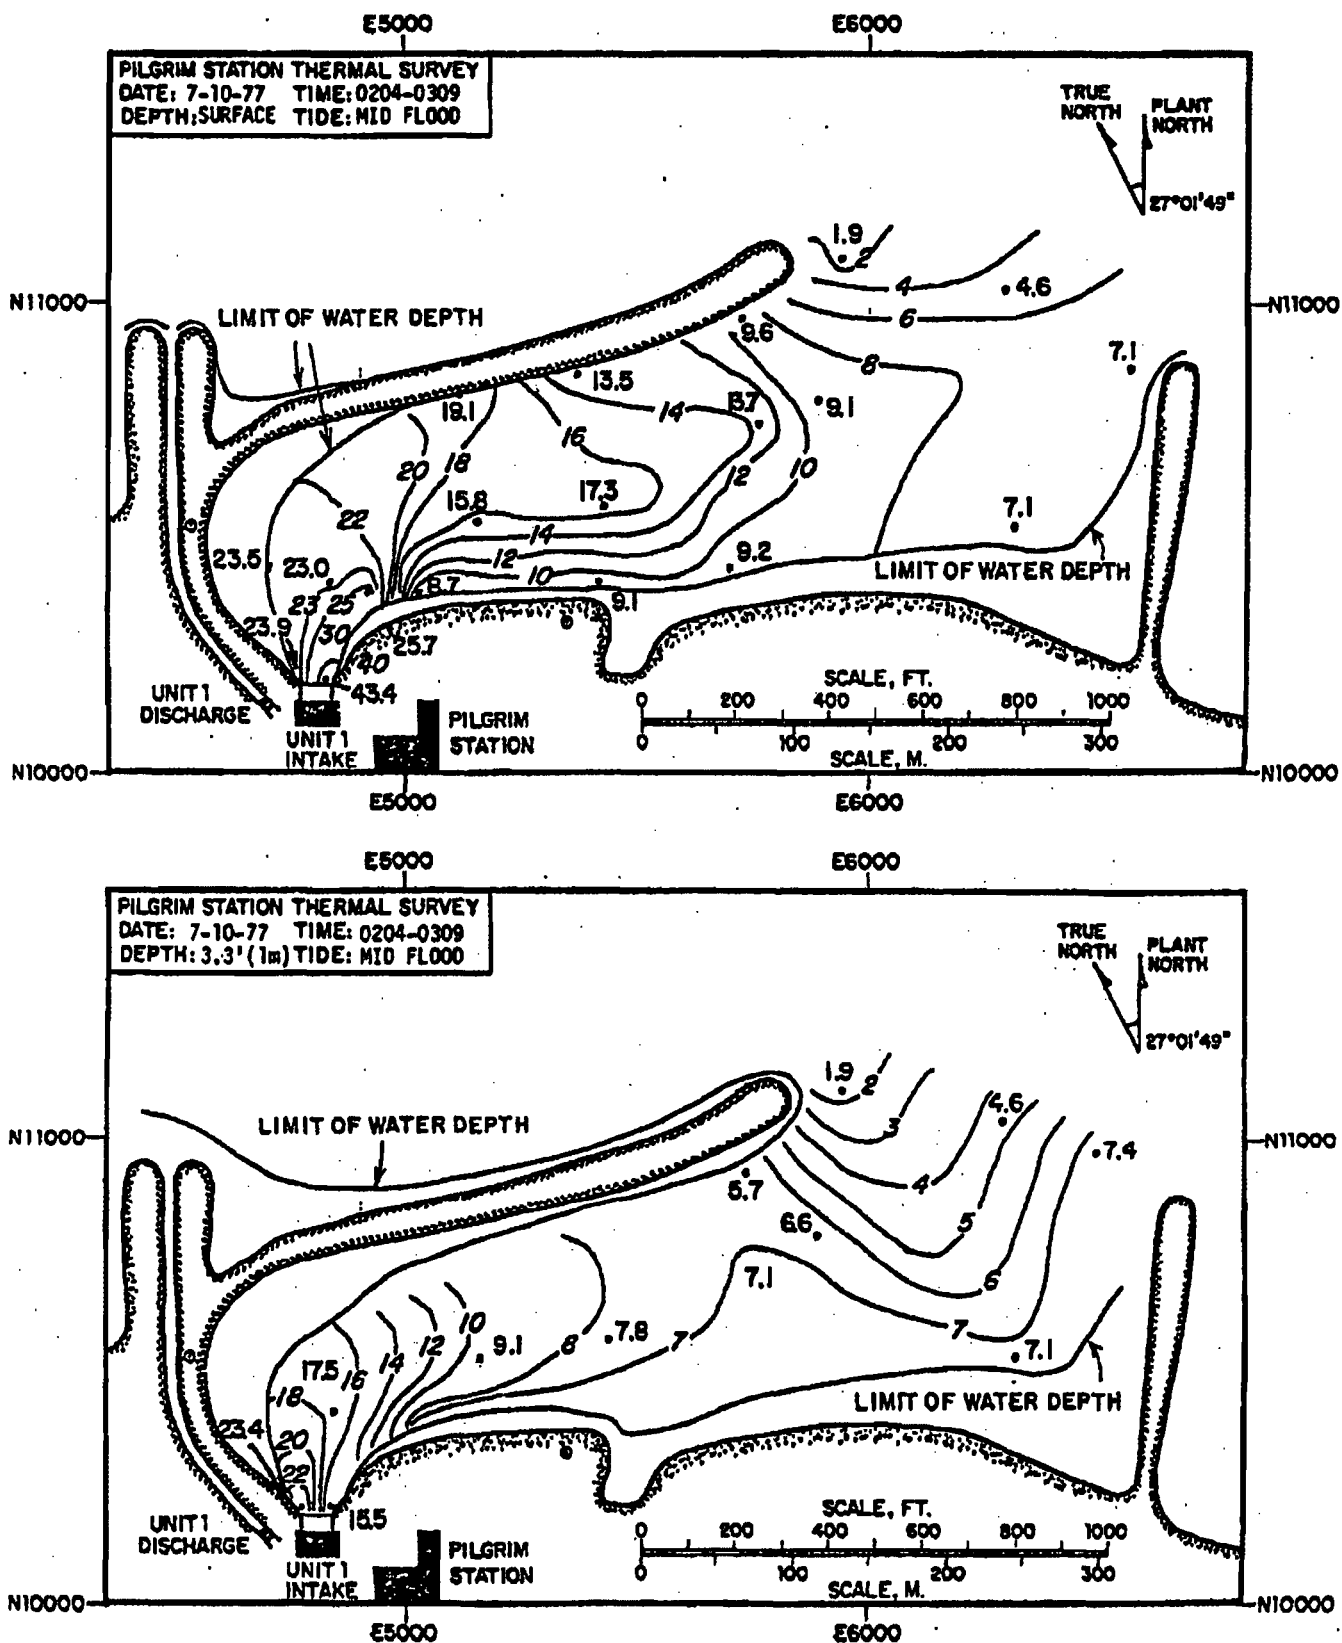 E5000
E6000
PILGRIM STATION THERMAL SURVEY
DATE: 7-10-77 TIME: 0204-0309
DEPTH: SURFACE TIDE: MID FLOOD
TRUE
NORTH
PLANT
NORTH
27°01'49"
1.9
2
4
4.6
N11000
N11000
LIMIT OF WATER DEPTH
6
9.6
8
7.1
13.5
19.1
14
13.7
9.1
16
20
18
12
10
15.8
17.3
22
7.1
14
23.5
23.0
12
9.2
10
LIMIT OF WATER DEPTH
8.7
9.1
23
25
23.9
30
25.7
40
43.4
UNIT 1
DISCHARGE
UNIT 1
INTAKE
PILGRIM
STATION
SCALE, FT.
0 200 400 600 800 1000
0 100 200 300
SCALE, M.
N10000
N10000
E5000
E6000
E5000
E6000
PILGRIM STATION THERMAL SURVEY
DATE: 7-10-77 TIME: 0204-0309
DEPTH: 3.3' (1m) TIDE: MID FLOOD
TRUE
NORTH
PLANT
NORTH
27°01'49"
1.9
2
4.6
3
N11000
N11000
LIMIT OF WATER DEPTH
7.4
5.7
4
6.6
5
7.1
6
10
12
14
9.1
8
7.8
7
7
7.1
17.5
16
18
LIMIT OF WATER DEPTH
23.4
20
22
15.5
UNIT 1
DISCHARGE
UNIT 1
INTAKE
PILGRIM
STATION
SCALE, FT.
0 200 400 600 800 1000
0 100 200 300
SCALE, M.
N10000
N10000
E5000
E6000